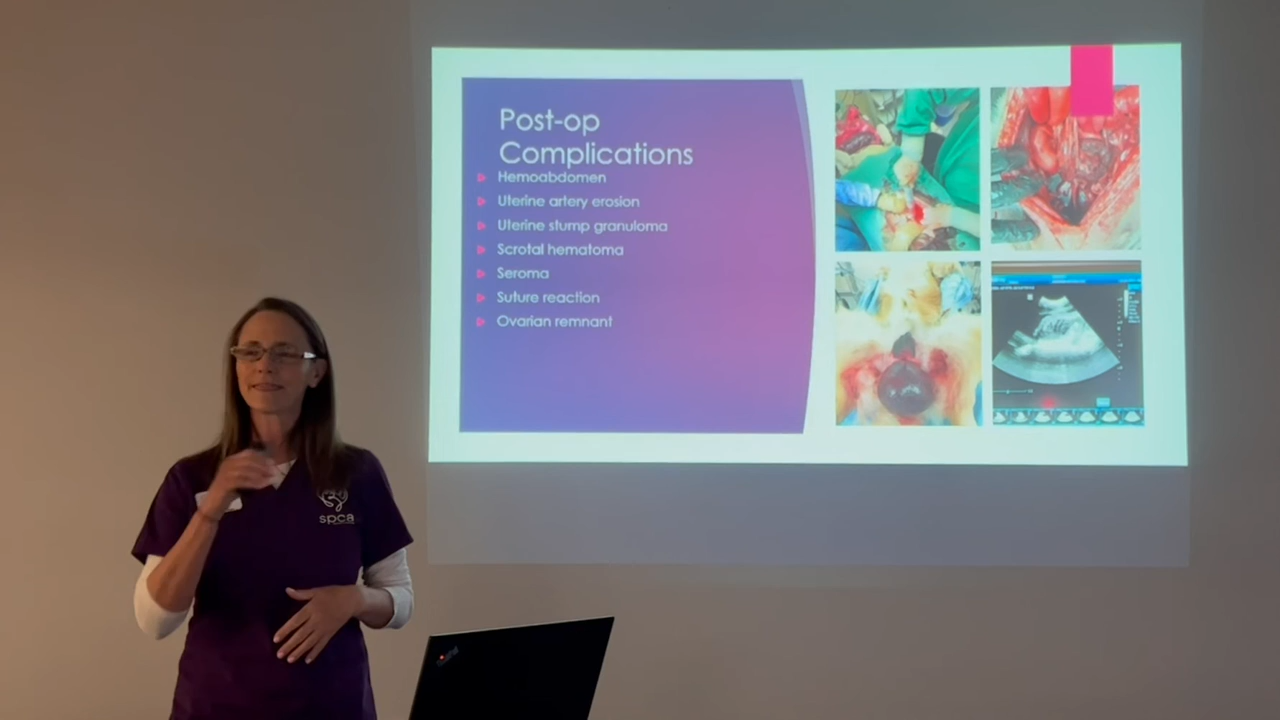 Post-op
Complications
Hemoabdomen
Uterine artery erosion
Uterine stump granuloma
Scrotal hematoma
Seroma
Suture reaction
Ovarian remnant
spca